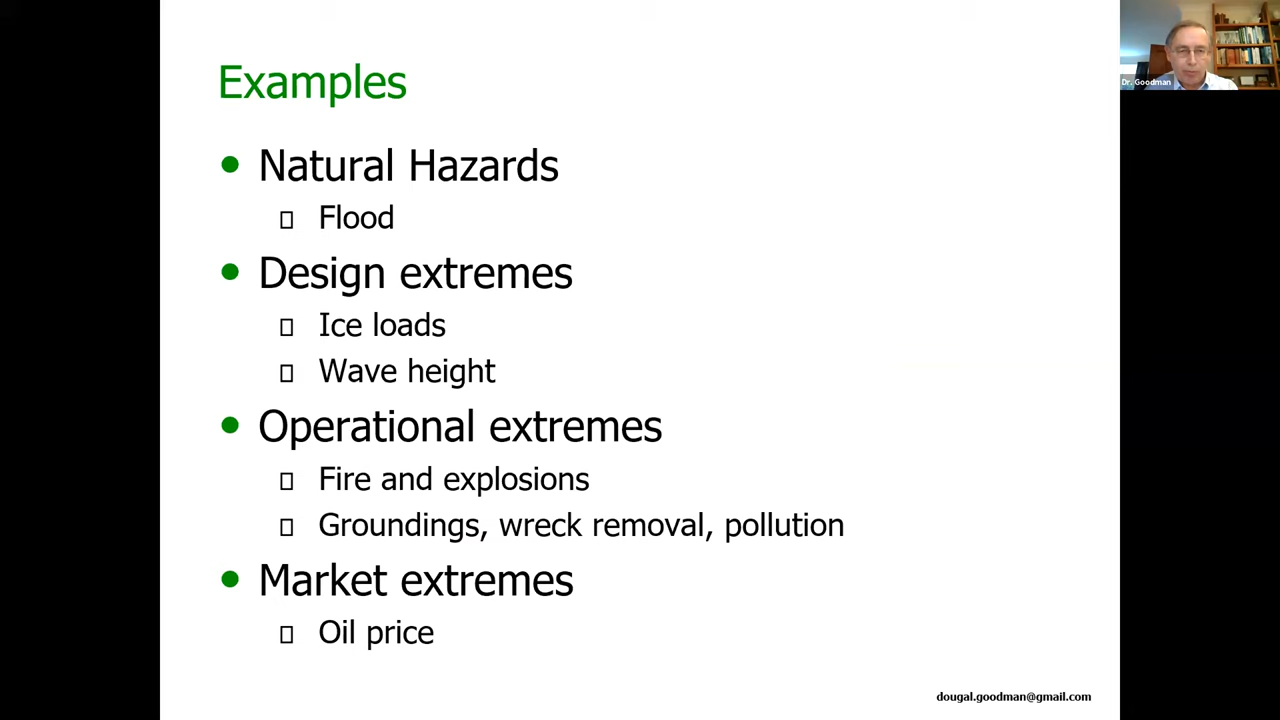 Examples
Natural Hazards
Flood
Design extremes
Ice loads
Wave height
Operational extremes
Fire and explosions
Groundings, wreck removal, pollution
Market extremes
Oil price
dougal.goodman@gmail.com
Dr. Goodman